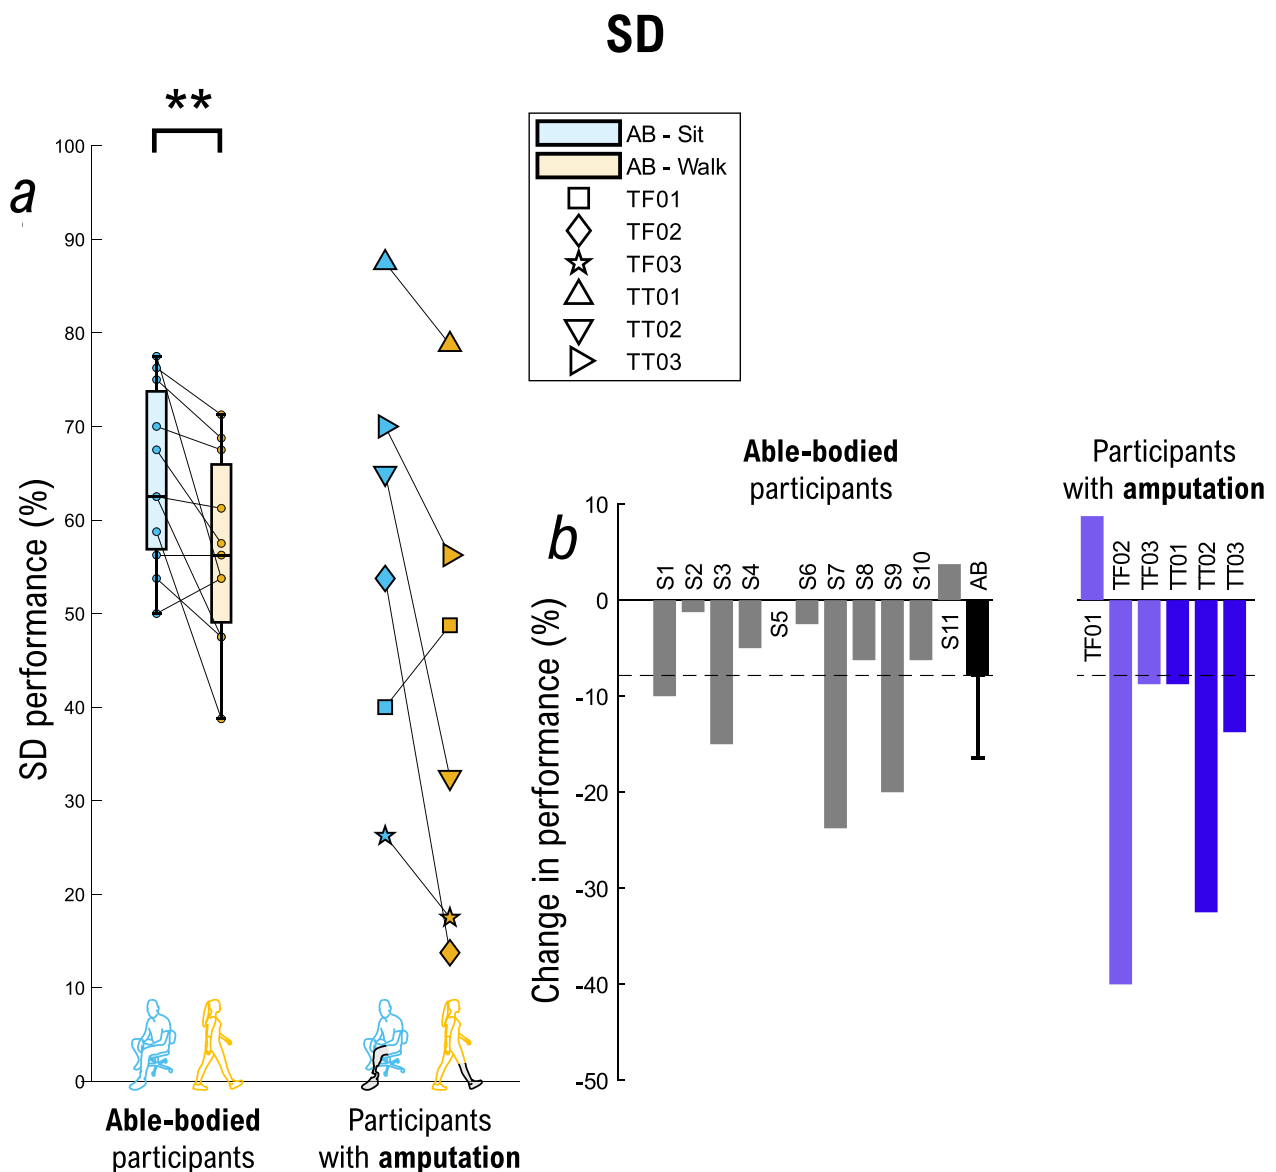 SD
**
a
100
90
80
70
60
50
40
30
20
10
0
SD performance (%)
Able-bodied
participants
Participants
with amputation
AB - Sit
AB - Walk
TF01
TF02
TF03
TT01
TT02
TT03
b
Able-bodied
participants
Participants
with amputation
10
0
-10
-20
-30
-40
-50
Change in performance (%)
S1
S2
S3
S4
S5
S6
S7
S8
S9
S10
S11
AB
TF01
TF02
TF03
TT01
TT02
TT03